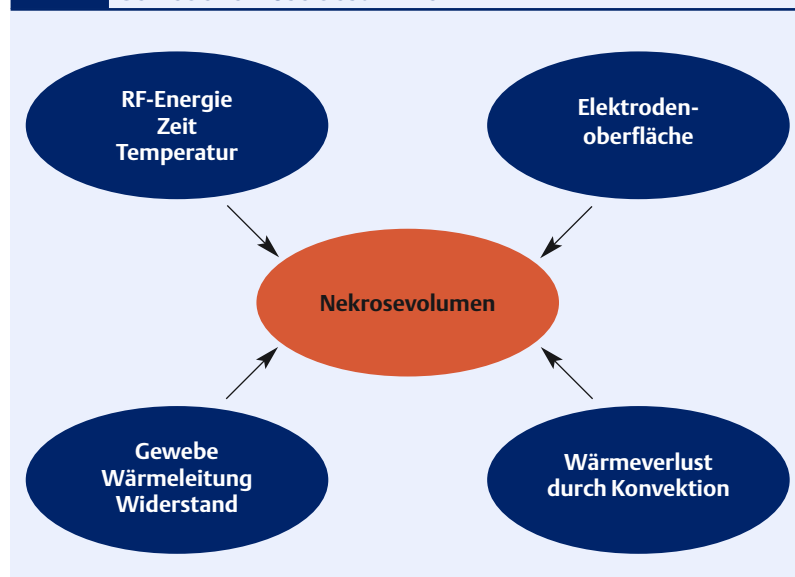 RF-Energie
Zeit
Temperatur
Elektroden-
oberfläche
Nekrosevolumen
Gewebe
Wärmeleitung
Widerstand
Wärmeverlust
durch Konvektion